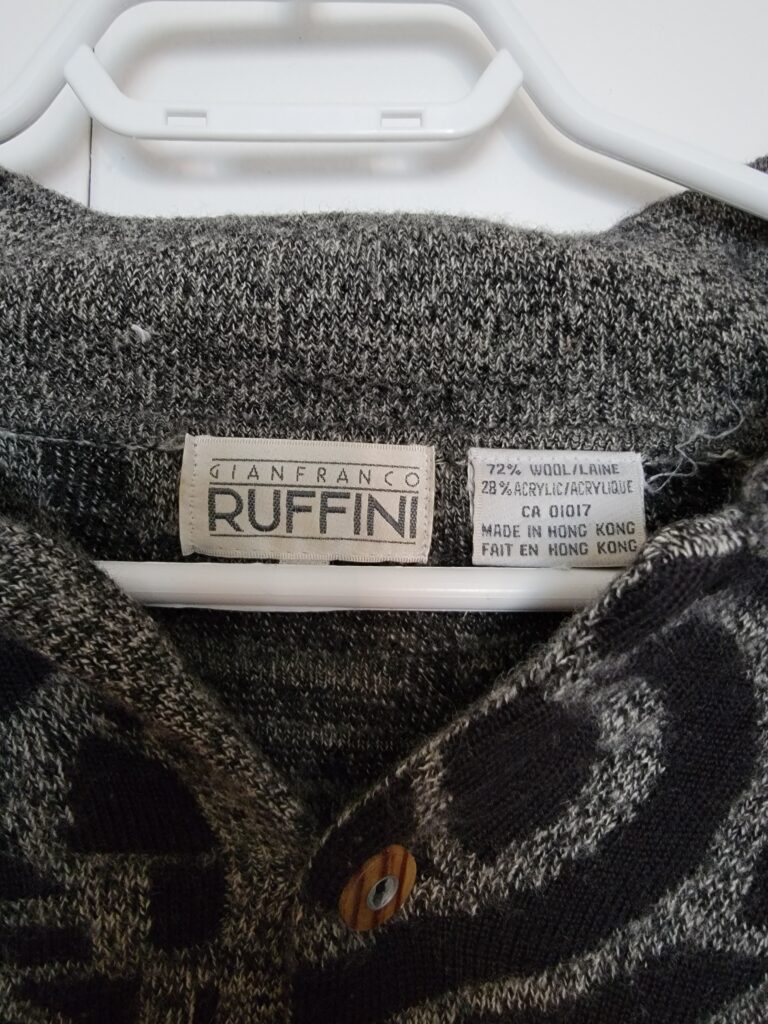 GIANFRANCO
RUFFINI
72% WOOL/LAINE
28% ACRYLIC/ACRYLIQUE
CA 01017
MADE IN HONG KONG
FAIT EN HONG KONG